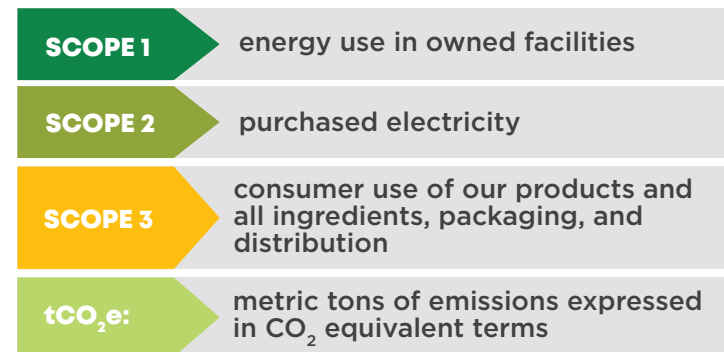 SCOPE 1
energy use in owned facilities
SCOPE 2
purchased electricity
SCOPE 3
consumer use of our products and
all ingredients, packaging, and
distribution
tCO₂e:
metric tons of emissions expressed
in CO₂ equivalent terms